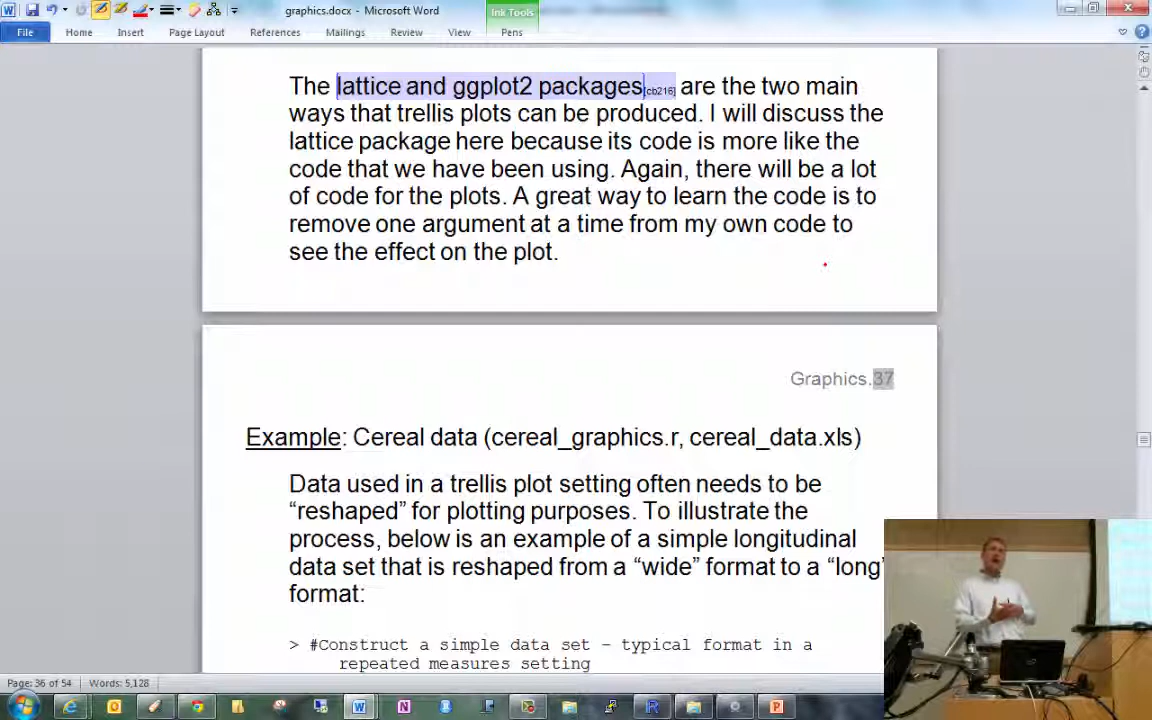 graphics.docx - Microsoft Word
Ink Tools
File Home Insert Page Layout References Mailings Review View Pens
The lattice and ggplot2 packages[cb216] are the two main
ways that trellis plots can be produced. I will discuss the
lattice package here because its code is more like the
code that we have been using. Again, there will be a lot
of code for the plots. A great way to learn the code is to
remove one argument at a time from my own code to
see the effect on the plot.
Graphics.37
Example: Cereal data (cereal_graphics.r, cereal_data.xls)
Data used in a trellis plot setting often needs to be
“reshaped” for plotting purposes. To illustrate the
process, below is an example of a simple longitudinal
data set that is reshaped from a “wide” format to a “long”
format:
> #Construct a simple data set – typical format in a
repeated measures setting
Page: 36 of 54 Words: 5,128